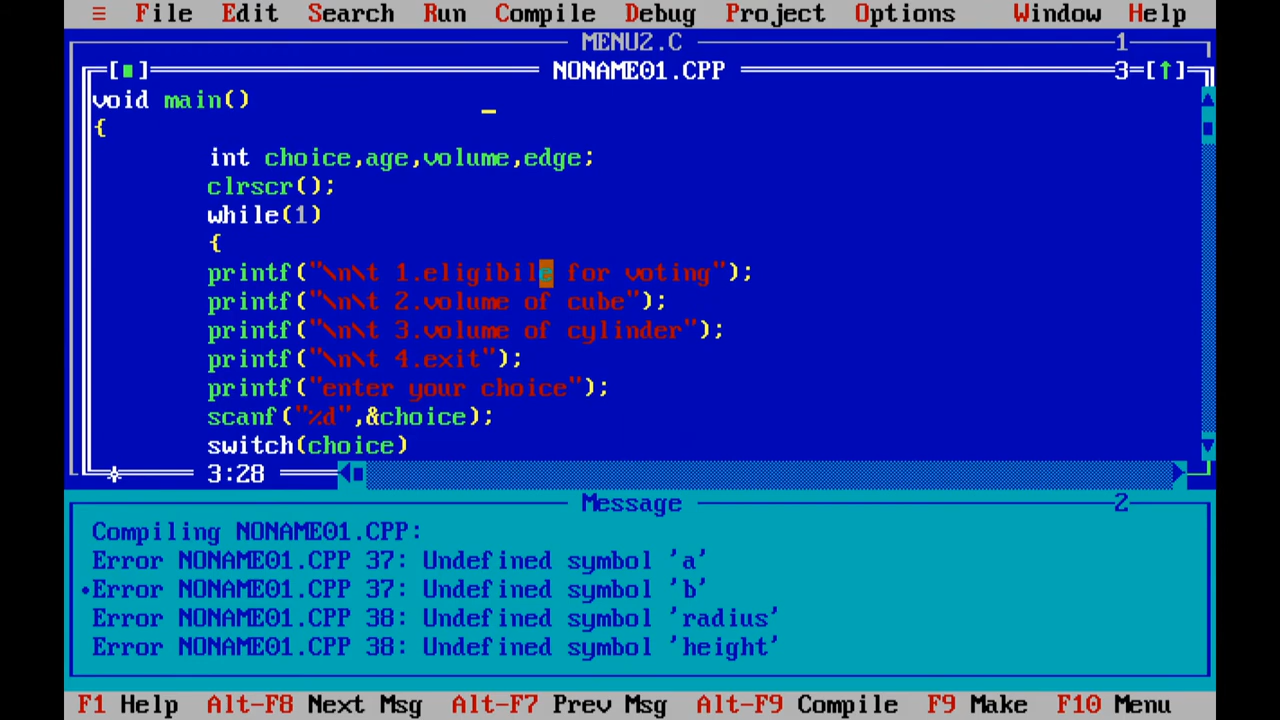 ≡ File Edit Search Run Compile Debug Project Options Window Help
MENU2.C 1
[■] NONAME01.CPP 3=[↑]
void main()
{
int choice,age,volume,edge;
clrscr();
while(1)
{
printf("\n\t 1.eligibile for voting");
printf("\n\t 2.volume of cube");
printf("\n\t 3.volume of cylinder");
printf("\n\t 4.exit");
printf("enter your choice");
scanf("%d",&choice);
switch(choice)
3:28
Message 2
Compiling NONAME01.CPP:
Error NONAME01.CPP 37: Undefined symbol 'a'
•Error NONAME01.CPP 37: Undefined symbol 'b'
Error NONAME01.CPP 38: Undefined symbol 'radius'
Error NONAME01.CPP 38: Undefined symbol 'height'
F1 Help Alt-F8 Next Msg Alt-F7 Prev Msg Alt-F9 Compile F9 Make F10 Menu